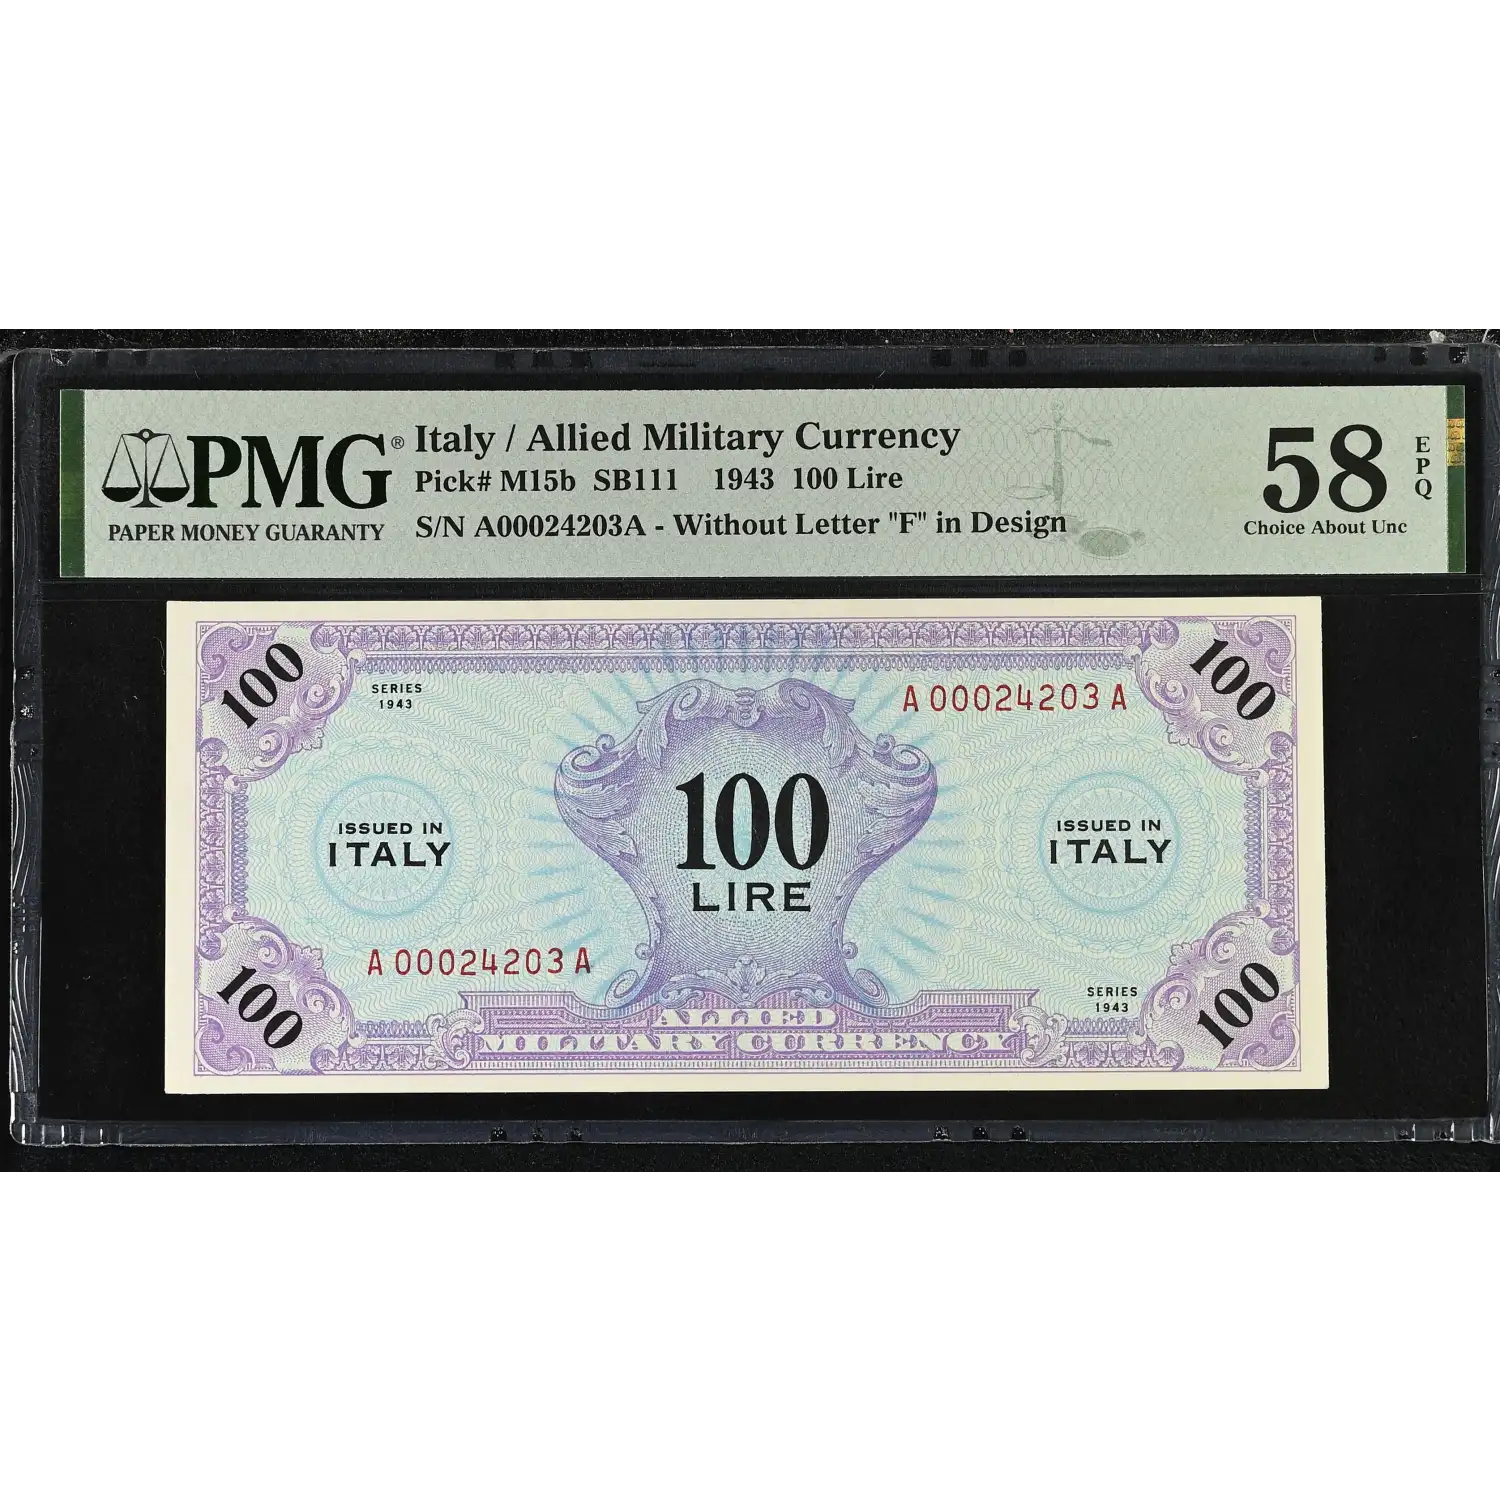 PMG®
PAPER MONEY GUARANTY
Italy / Allied Military Currency
Pick# M15b SB111 1943 100 Lire
S/N A00024203A - Without Letter "F" in Design
58
EPQ
Choice About Unc
100
100
SERIES
1943
A 00024203 A
100
LIRE
ISSUED IN
ITALY
ISSUED IN
ITALY
A 00024203 A
SERIES
1943
100
100
ALLIED
MILITARY CURRENCY